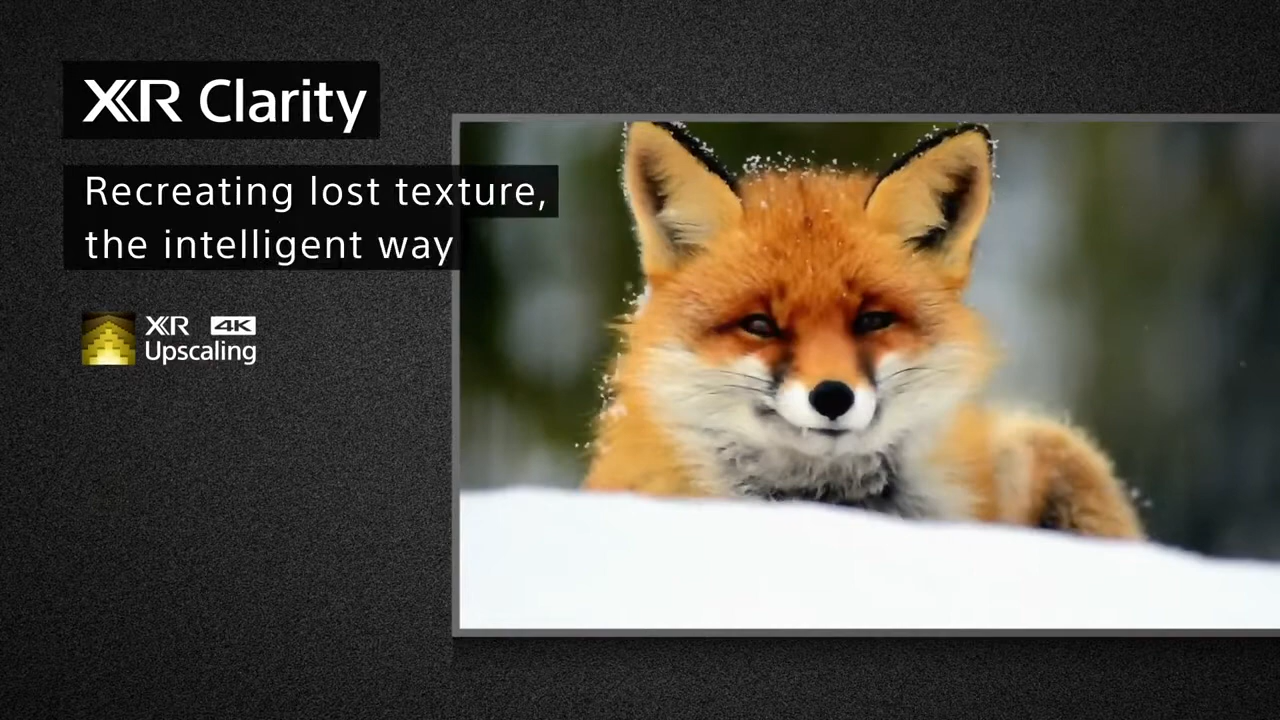 XR Clarity
Recreating lost texture,
the intelligent way
XR 4K
Upscaling